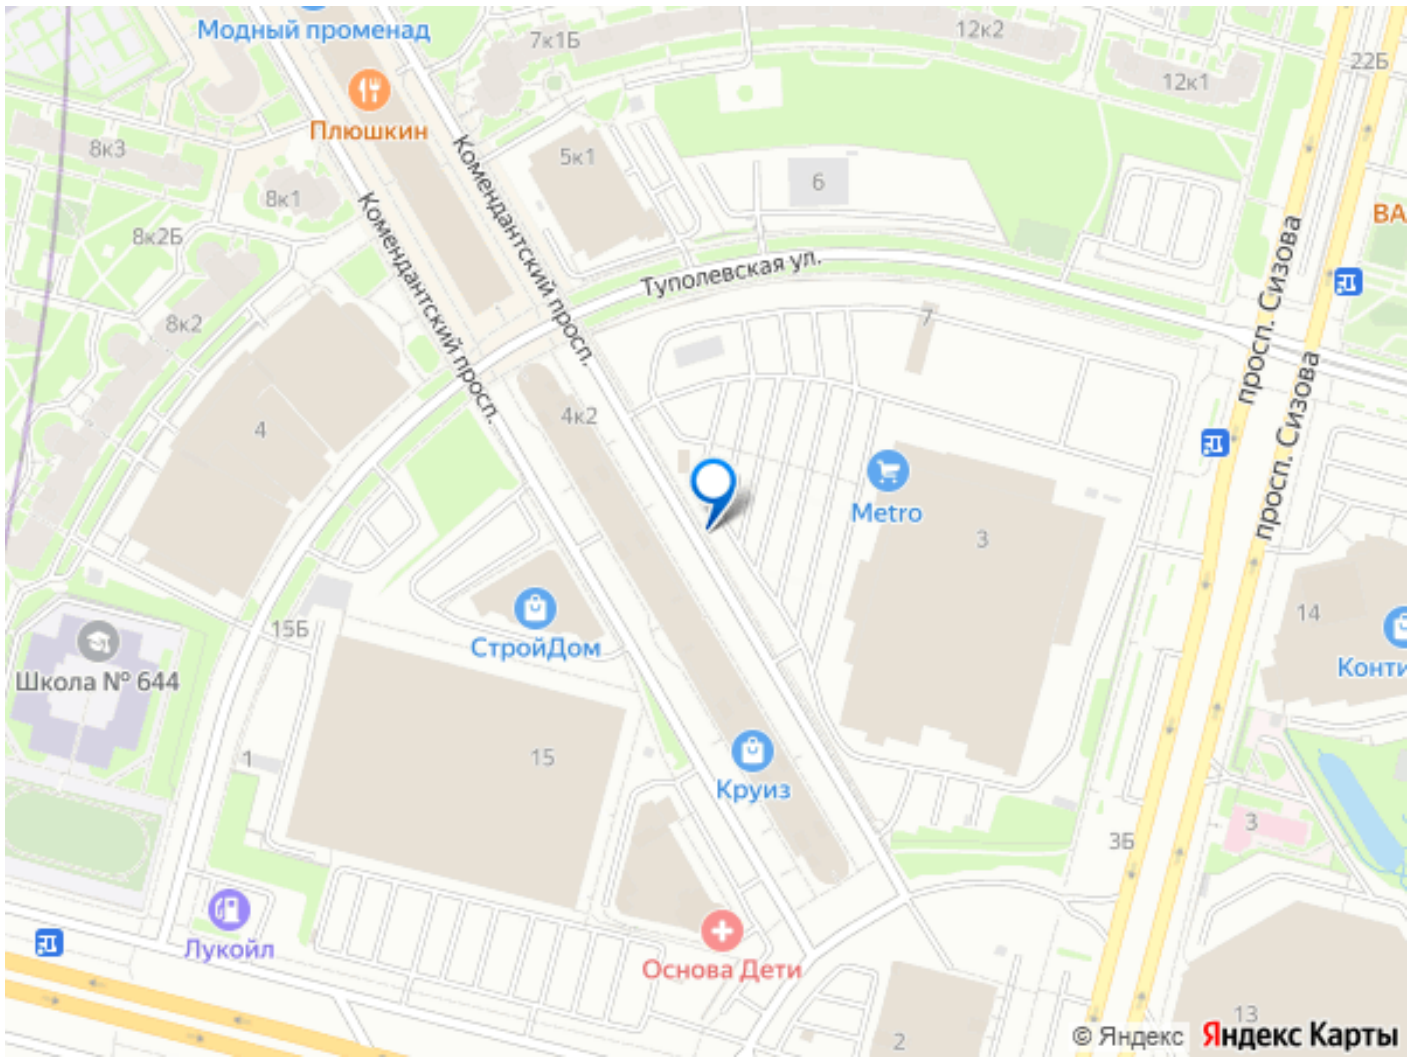 Модный променад
7к1Б
12к2
22Б
12к1
Плюшкин
8к3
5к1
6
8к1
ВА
8к2Б
Комендантский просп.
Комендантский просп.
Туполевская ул.
просп. Сизова
просп. Сизова
8к2
7
4
4к2
Metro
3
14
15Б
СтройДом
Школа № 644
Конти
15
1
Круиз
3
3Б
Лукойл
Основа Дети
13
2
© Яндекс Яндекс Карты